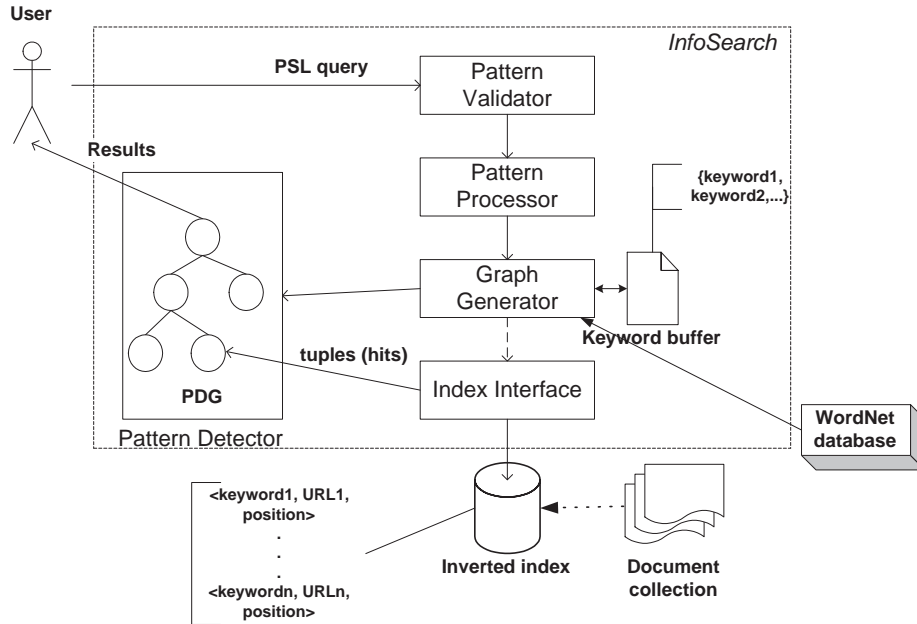 User
InfoSearch
PSL query
Pattern
Validator
Results
Pattern
Processor
{keyword1,
keyword2,...}
Graph
Generator
Keyword buffer
tuples (hits)
PDG
Index Interface
Pattern Detector
WordNet
database
<keyword1, URL1,
position>
.
.
.
<keywordn, URLn,
position>
Inverted index
Document
collection